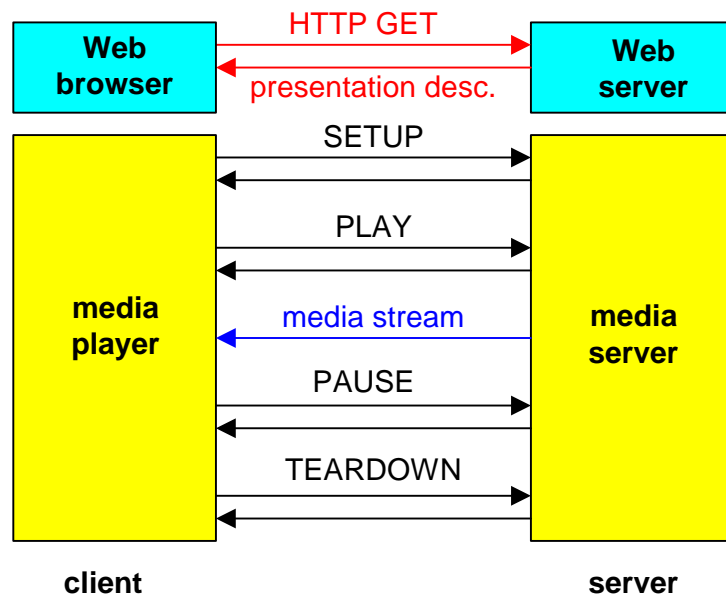 HTTP GET
Web
browser
Web
server
presentation desc.
SETUP
PLAY
media
player
media stream
media
server
PAUSE
TEARDOWN
client
server